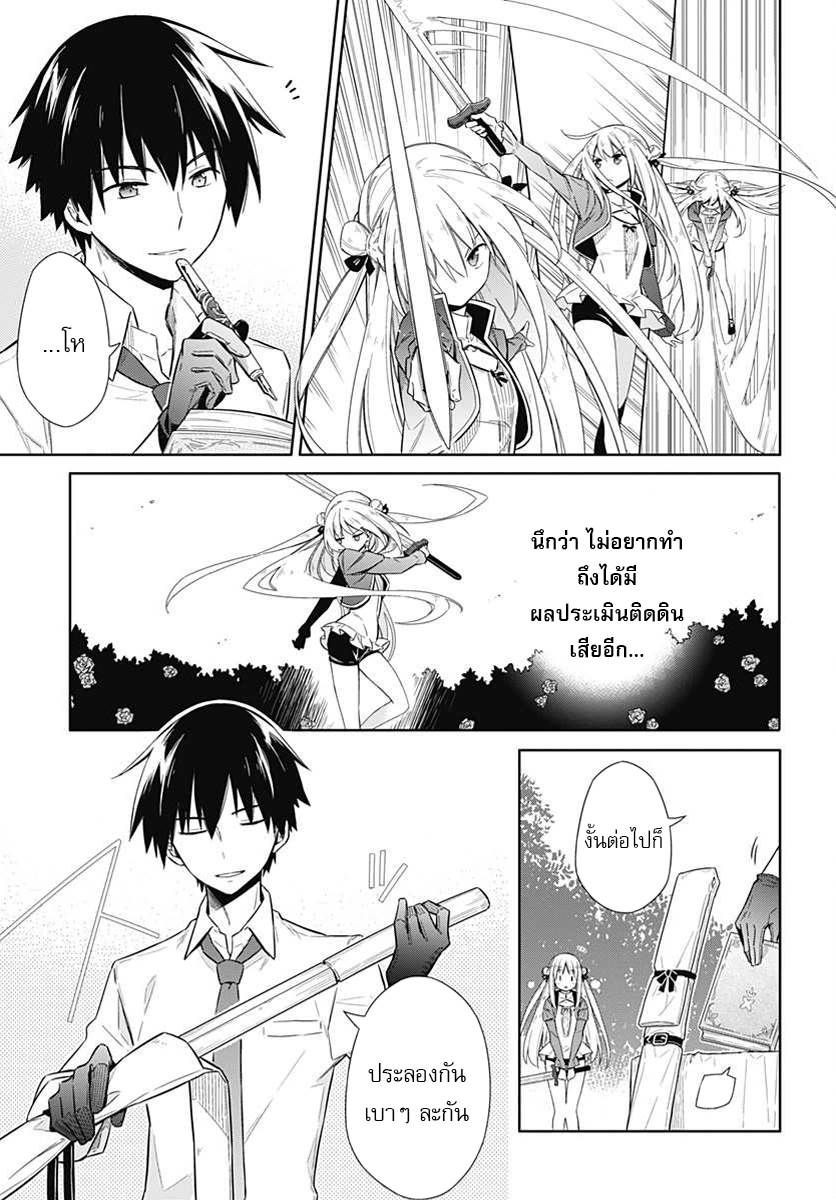 ...โห
นึกว่า ไม่อยากทำ
ถึงได้มี
ผลประเมินติดดิน
เสียอีก...
งั้นต่อไปก็
ประลองกัน
เบาๆ ละกัน